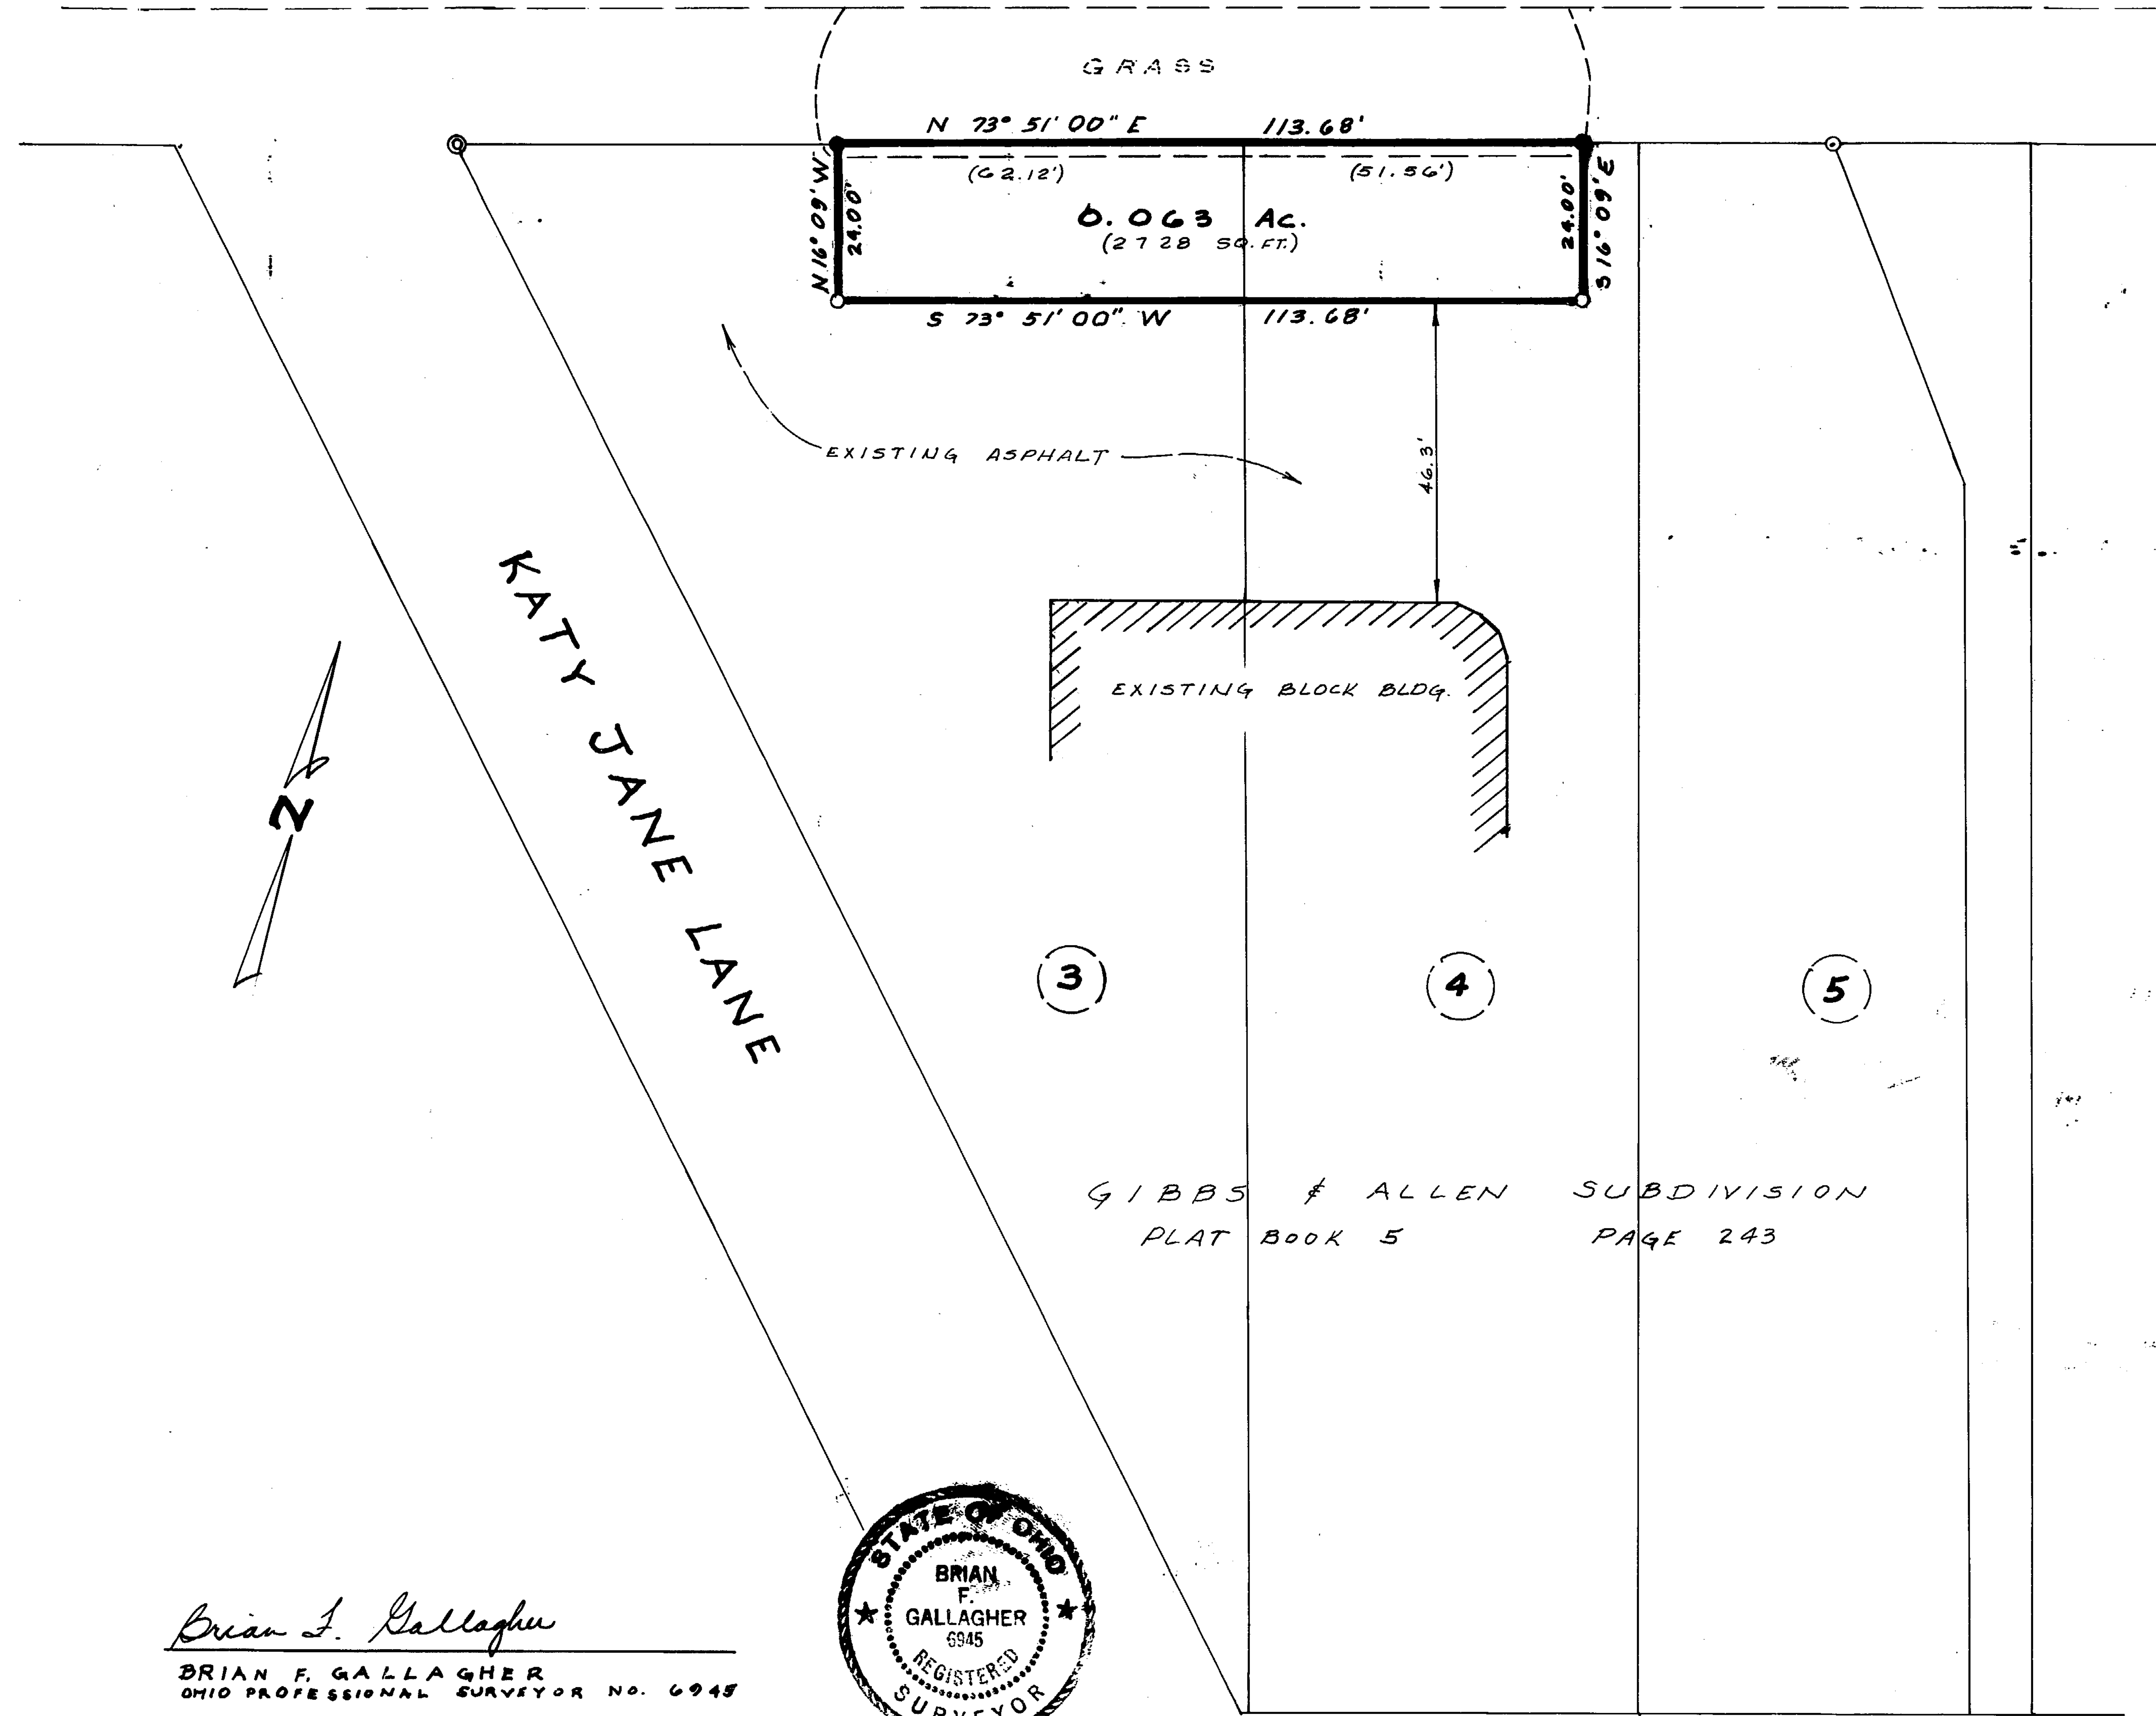 GRASS
N 73° 51' 00" E 113.68'
(62.12') (51.56')
N 16° 09' W
24.00'
24.00'
S 16° 09' E
0.063 AC.
(2728 SQ. FT.)
S 73° 51' 00" W 113.68'
EXISTING ASPHALT
46.3'
KATY JANE LANE
EXISTING BLOCK BLDG.
N
3
4
5
GIBBS & ALLEN SUBDIVISION
PLAT BOOK 5 PAGE 243
STATE OF OHIO
BRIAN
F.
GALLAGHER
6945
REGISTERED
SURVEYOR
Brian F. Gallagher
BRIAN F. GALLAGHER
OHIO PROFESSIONAL SURVEYOR NO. 6945